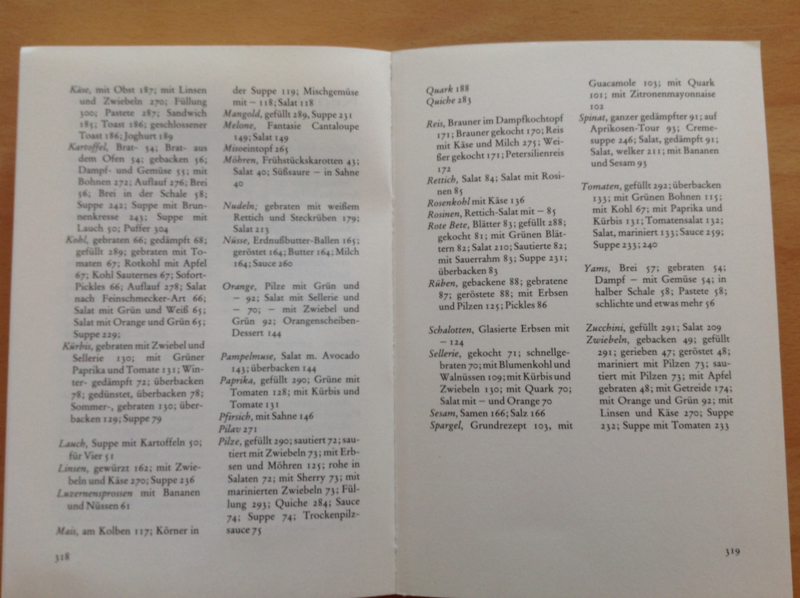 Käse, mit Obst 187; mit Linsen
und Zwiebeln 270; Füllung
300; Pastete 287; Sandwich
185; Toast 186; geschlossener
Toast 186; Joghurt 189
Kartoffel, Brat- 54; Brat- aus
dem Ofen 54; gebacken 56;
Dampf- und Gemüse 55; mit
Bohnen 272; Auflauf 276; Brei
56; Brei in der Schale 58;
Suppe 242; Suppe mit Brun-
nenkresse 243; Suppe mit
Lauch 50; Puffer 304
Kohl, gebraten 66; gedämpft 68;
gefüllt 289; gebraten mit To-
maten 67; Rotkohl mit Apfel
67; Kohl Sauternes 67; Sofort-
Pickles 66; Auflauf 278; Salat
nach Feinschmecker-Art 66;
Salat mit Grün und Weiß 65;
Salat mit Orange und Grün 65;
Suppe 229;
Kürbis, gebraten mit Zwiebel und
Sellerie 130; mit Grüner
Paprika und Tomate 131; Win-
ter- gedämpft 72; überbacken
78; gedünstet, überbacken 78;
Sommer-, gebraten 130; über-
backen 129; Suppe 79
Lauch, Suppe mit Kartoffeln 50;
für Vier 51
Linsen, gewürzt 162; mit Zwie-
beln und Käse 270; Suppe 236
Luzernensprossen mit Bananen
und Nüssen 61
Mais, am Kolben 117; Körner in
318
der Suppe 119; Mischgemüse
mit – 118; Salat 118
Mangold, gefüllt 289, Suppe 231
Melone, Fantasie Cantaloupe
149; Salat 149
Misoeintopf 265
Möhren, Frühstückskarotten 43;
Salat 40; Süßsaure – in Sahne
40
Nudeln; gebraten mit weißem
Rettich und Steckrüben 179;
Salat 213
Nüsse, Erdnußbutter-Ballen 165;
geröstet 164; Butter 164; Milch
164; Sauce 260
Orange, Pilze mit Grün und
– 92; Salat mit Sellerie und
– 70; – mit Zwiebel und
Grün 92; Orangenscheiben-
Dessert 144
Pampelmuse, Salat m. Avocado
143; überbacken 144
Paprika, gefüllt 290; Grüne mit
Tomaten 128; mit Kürbis und
Tomate 131
Pfirsich, mit Sahne 146
Pilav 271
Pilze, gefüllt 290; sautiert 72; sau-
tiert mit Zwiebeln 73; mit Erb-
sen und Möhren 125; rohe in
Salaten 72; mit Sherry 73; mit
marinierten Zwiebeln 73; Fül-
lung 293; Quiche 284; Sauce
74; Suppe 74; Trockenpilz-
sauce 75
Quark 188
Quiche 283
Reis, Brauner im Dampfkochtopf
171; Brauner gekocht 170; Reis
mit Käse und Milch 275; Wei-
ßer gekocht 171; Petersilienreis
172
Rettich, Salat 84; Salat mit Rosi-
nen 85
Rosenkohl mit Käse 136
Rosinen, Rettich-Salat mit – 85
Rote Bete, Blätter 83; gefüllt 288;
gekocht 81; mit Grünen Blät-
tern 82; Salat 210; Sautierte 82;
mit Sauerrahm 83; Suppe 231;
überbacken 83
Rüben, gebackene 88; gebratene
87; geröstete 88; mit Erbsen
und Pilzen 125; Pickles 86
Schalotten, Glasierte Erbsen mit
– 124
Sellerie, gekocht 71; schnellge-
braten 70; mit Blumenkohl und
Walnüssen 109; mit Kürbis und
Zwiebeln 130; mit Quark 70;
Salat mit – und Orange 70
Sesam, Samen 166; Salz 166
Spargel, Grundrezept 103, mit
Guacamole 103; mit Quark
101; mit Zitronenmayonnaise
102
Spinat, ganzer gedämpfter 91; auf
Aprikosen-Tour 93; Creme-
suppe 246; Salat, gedämpft 91;
Salat, welker 211; mit Bananen
und Sesam 93
Tomaten, gefüllt 292; überbacken
133; mit Grünen Bohnen 115;
mit Kohl 67; mit Paprika und
Kürbis 131; Tomatensalat 132;
Salat, mariniert 133; Sauce 259;
Suppe 233; 240
Yams, Brei 57; gebraten 54;
Dampf – mit Gemüse 54; in
halber Schale 58; Pastete 58;
schlichte und etwas mehr 56
Zucchini, gefüllt 291; Salat 209
Zwiebeln, gebacken 49; gefüllt
291; gerieben 47; geröstet 48;
mariniert mit Pilzen 73; sau-
tiert mit Pilzen 73; mit Apfel
gebraten 48; mit Getreide 174;
mit Orange und Grün 92; mit
Linsen und Käse 270; Suppe
232; Suppe mit Tomaten 233
319